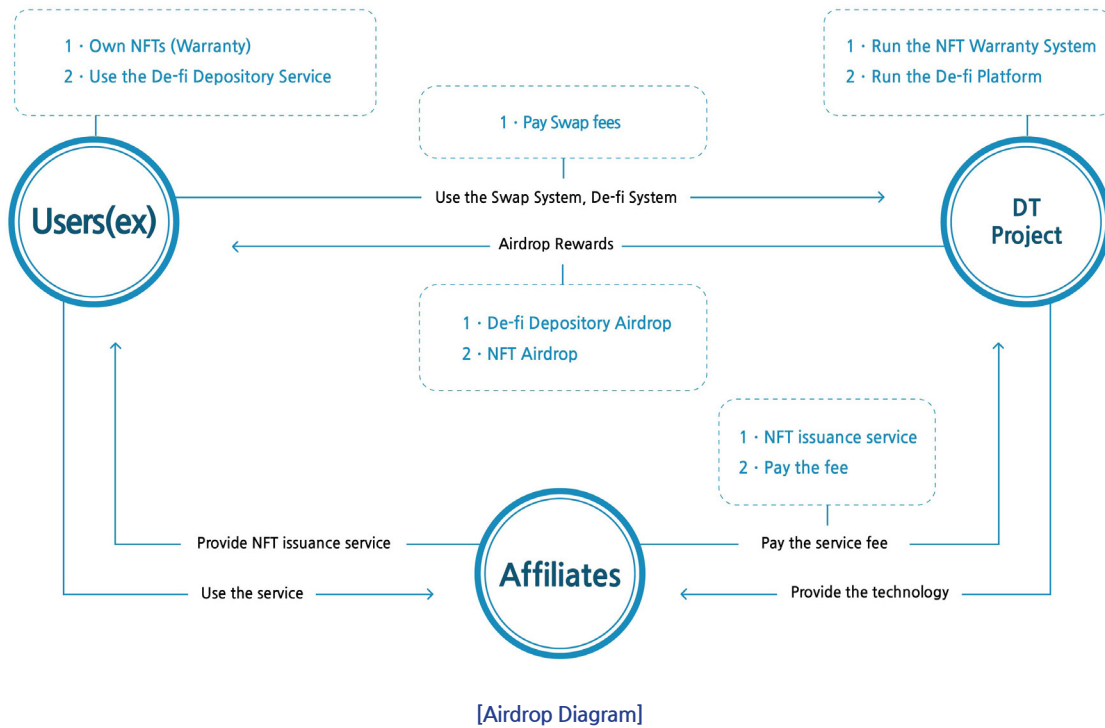 1 · Own NFTs (Warranty)
2 · Use the De-fi Depository Service
1 · Run the NFT Warranty System
2 · Run the De-fi Platform
1 · Pay Swap fees
Users(ex)
Use the Swap System, De-fi System
DT
Project
Airdrop Rewards
1 · De-fi Depository Airdrop
2 · NFT Airdrop
1 · NFT issuance service
2 · Pay the fee
Provide NFT issuance service
Affiliates
Pay the service fee
Use the service
Provide the technology
[Airdrop Diagram]